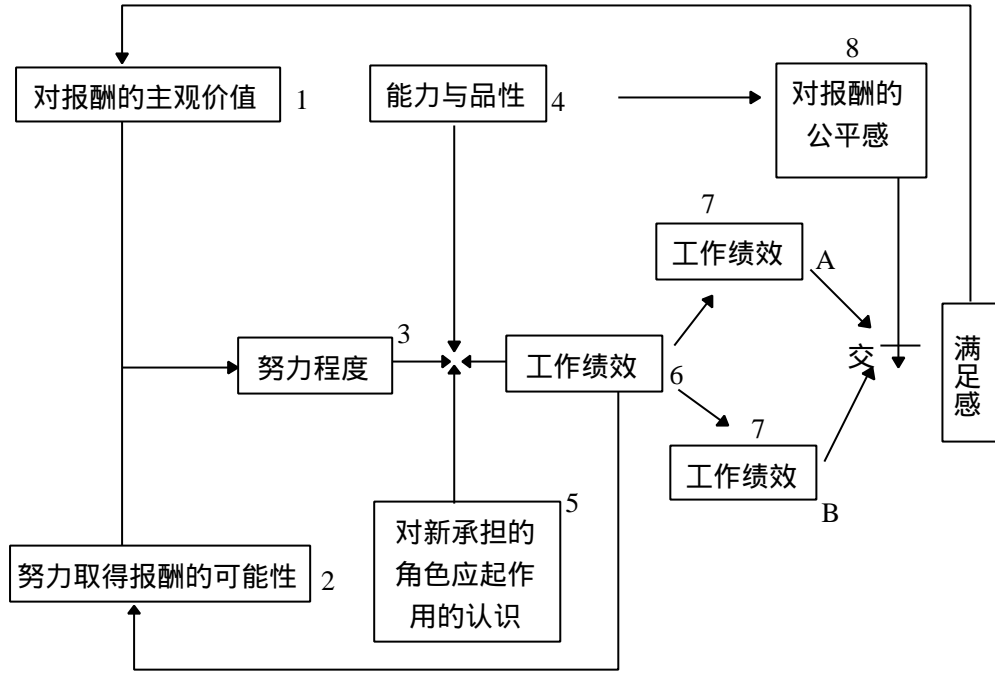 8
对报酬的主观价值 1
能力与品性 4
对报酬的
公平感
7
工作绩效 A
3
努力程度
工作绩效 6
交
满
足
感
7
工作绩效 B
5
对新承担的
角色应起作
用的认识
努力取得报酬的可能性 2